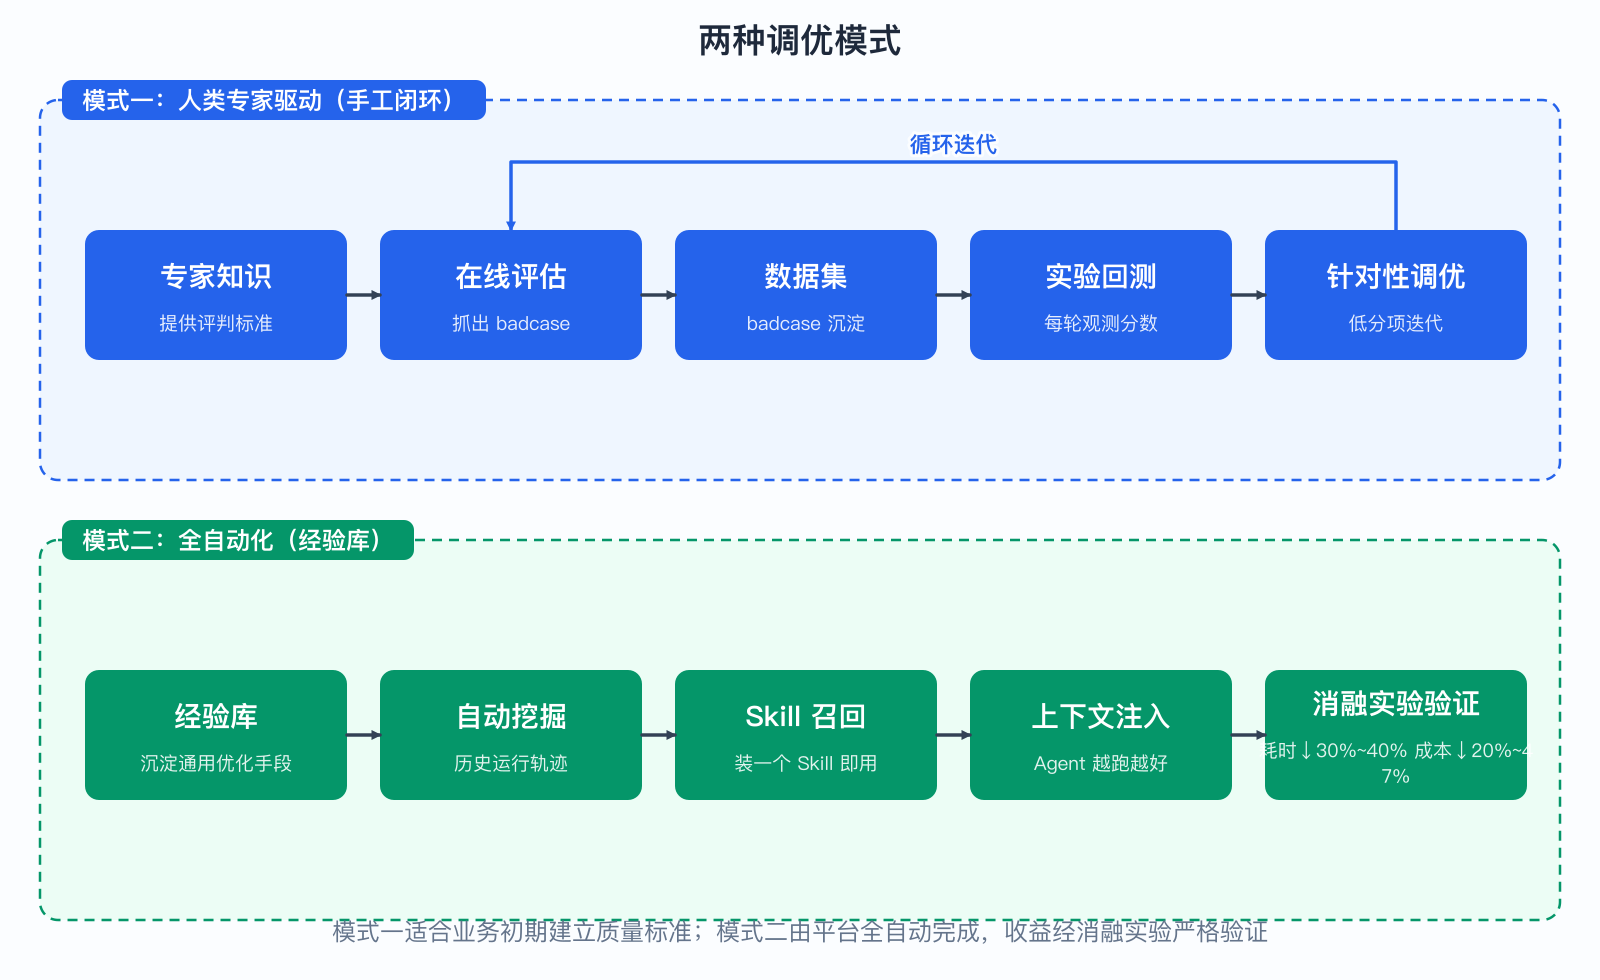 两种调优模式
模式一：人类专家驱动（手工闭环）
循环迭代
专家知识
提供评判标准
在线评估
抓出 badcase
数据集
badcase 沉淀
实验回测
每轮观测分数
针对性调优
低分项迭代
模式二：全自动化（经验库）
经验库
沉淀通用优化手段
自动挖掘
历史运行轨迹
Skill 召回
装一个 Skill 即用
上下文注入
Agent 越跑越好
消融实验验证
耗时↓30%~40% 成本↓20%~4
7%
模式一适合业务初期建立质量标准；模式二由平台全自动完成，收益经消融实验严格验证